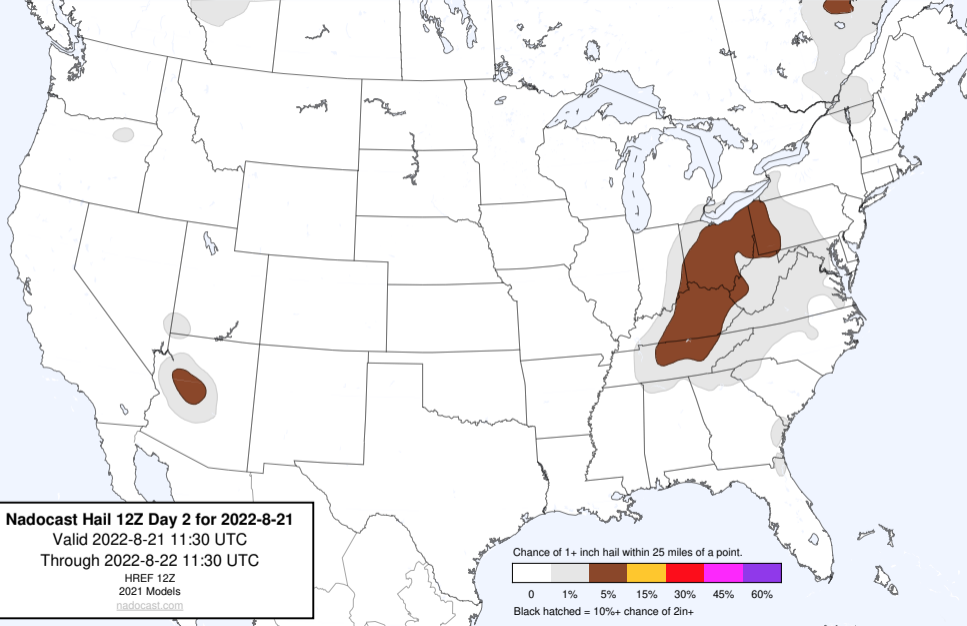 Nadocast Hail 12Z Day 2 for 2022-8-21
Valid 2022-8-21 11:30 UTC
Through 2022-8-22 11:30 UTC
HREF 12Z
2021 Models
nadocast.com
Chance of 1+ inch hail within 25 miles of a point.
0 1% 5% 15% 30% 45% 60%
Black hatched = 10%+ chance of 2in+